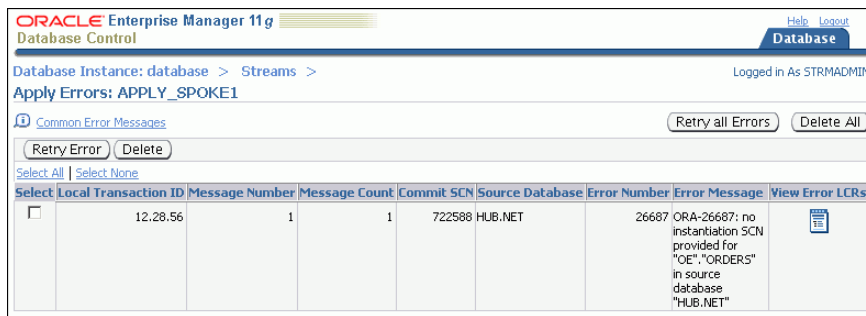 ORACLE Enterprise Manager 11g
Database Control
Help Logout
Database
Database Instance: database > Streams >
Logged in As STRMADMIN
Apply Errors: APPLY_SPOKE1
Common Error Messages
Retry all Errors Delete All
Retry Error Delete
Select All | Select None
Select Local Transaction ID Message Number Message Count Commit SCN Source Database Error Number Error Message View Error LCRs
12.28.56 1 1 722588 HUB.NET 26687 ORA-26687: no
instantiation SCN
provided for
"OE"."ORDERS"
in source
database
"HUB.NET"